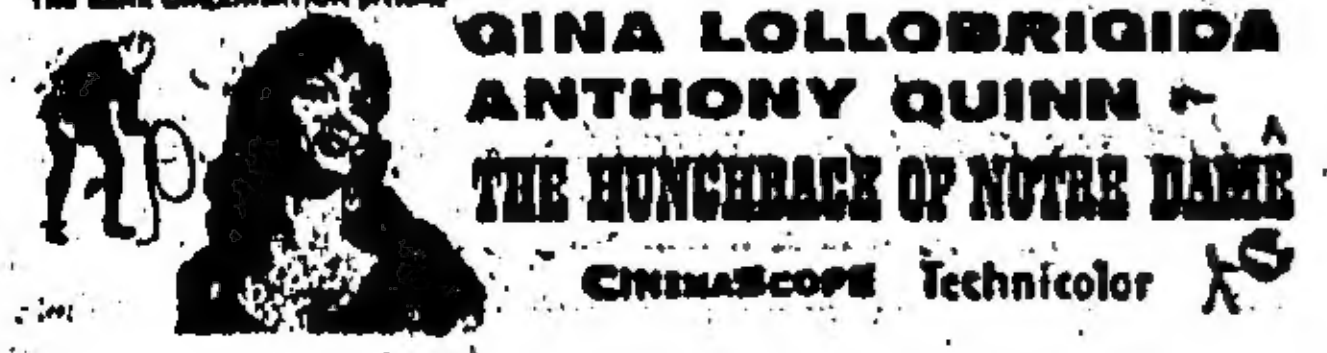 GINA LOLLOBRIGIDA
ANTHONY QUINN
THE HUNCHBACK OF NOTRE DAME
CINEMASCOPE Technicolor